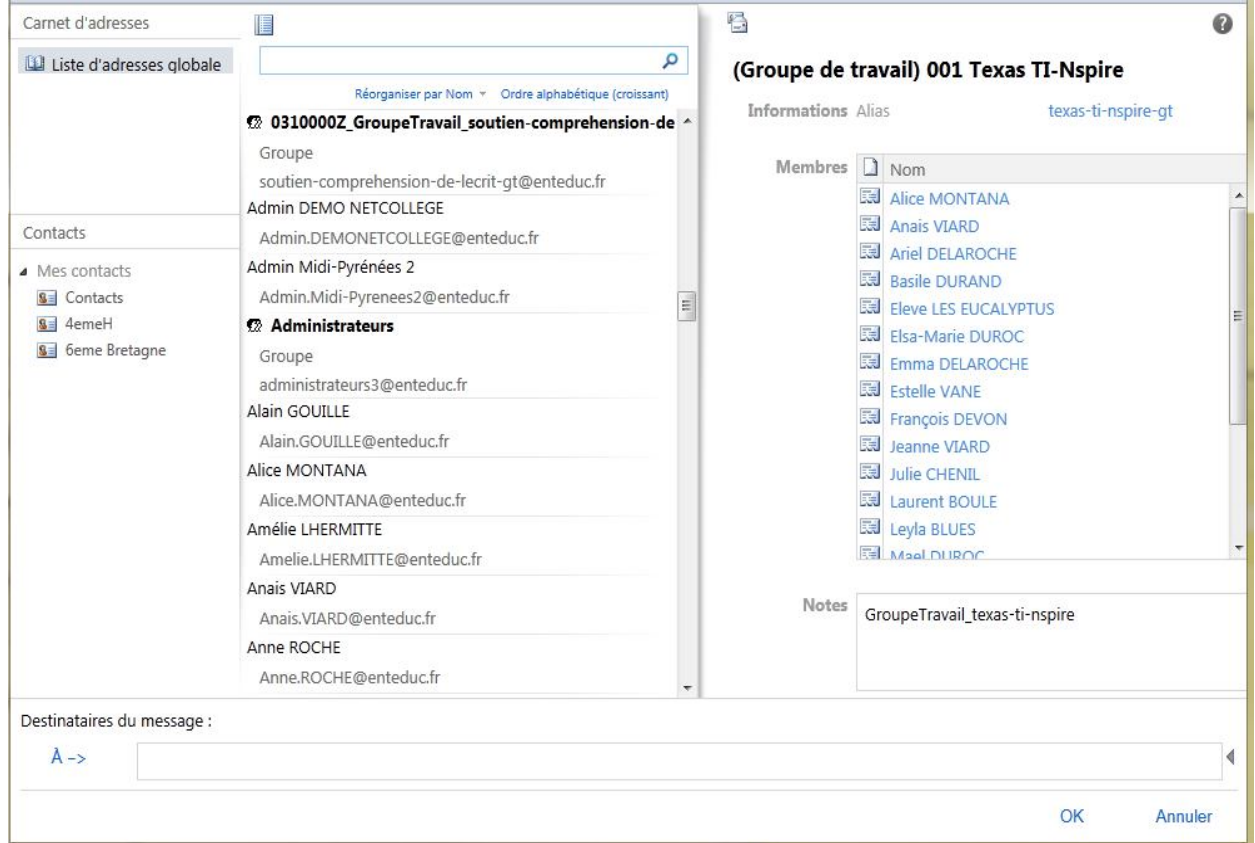 Carnet d'adresses
Liste d'adresses globale
Contacts
Mes contacts
Contacts
4emeH
6eme Bretagne
Réorganiser par Nom Ordre alphabétique (croissant)
0310000Z_GroupeTravail_soutien-comprehension-de
Groupe
soutien-comprehension-de-lecrit-gt@enteduc.fr
Admin DEMO NETCOLLEGE
Admin.DEMONETCOLLEGE@enteduc.fr
Admin Midi-Pyrénées 2
Admin.Midi-Pyrenees2@enteduc.fr
Administrateurs
Groupe
administrateurs3@enteduc.fr
Alain GOUILLE
Alain.GOUILLE@enteduc.fr
Alice MONTANA
Alice.MONTANA@enteduc.fr
Amélie LHERMITTE
Amelie.LHERMITTE@enteduc.fr
Anais VIARD
Anais.VIARD@enteduc.fr
Anne ROCHE
Anne.ROCHE@enteduc.fr
(Groupe de travail) 001 Texas TI-Nspire
Informations Alias texas-ti-nspire-gt
Membres Nom
Alice MONTANA
Anais VIARD
Ariel DELAROCHE
Basile DURAND
Eleve LES EUCALYPTUS
Elsa-Marie DUROC
Emma DELAROCHE
Estelle VANE
François DEVON
Jeanne VIARD
Julie CHENIL
Laurent BOULE
Leyla BLUES
Mael DUROC
Notes GroupeTravail_texas-ti-nspire
Destinataires du message :
À ->
OK Annuler